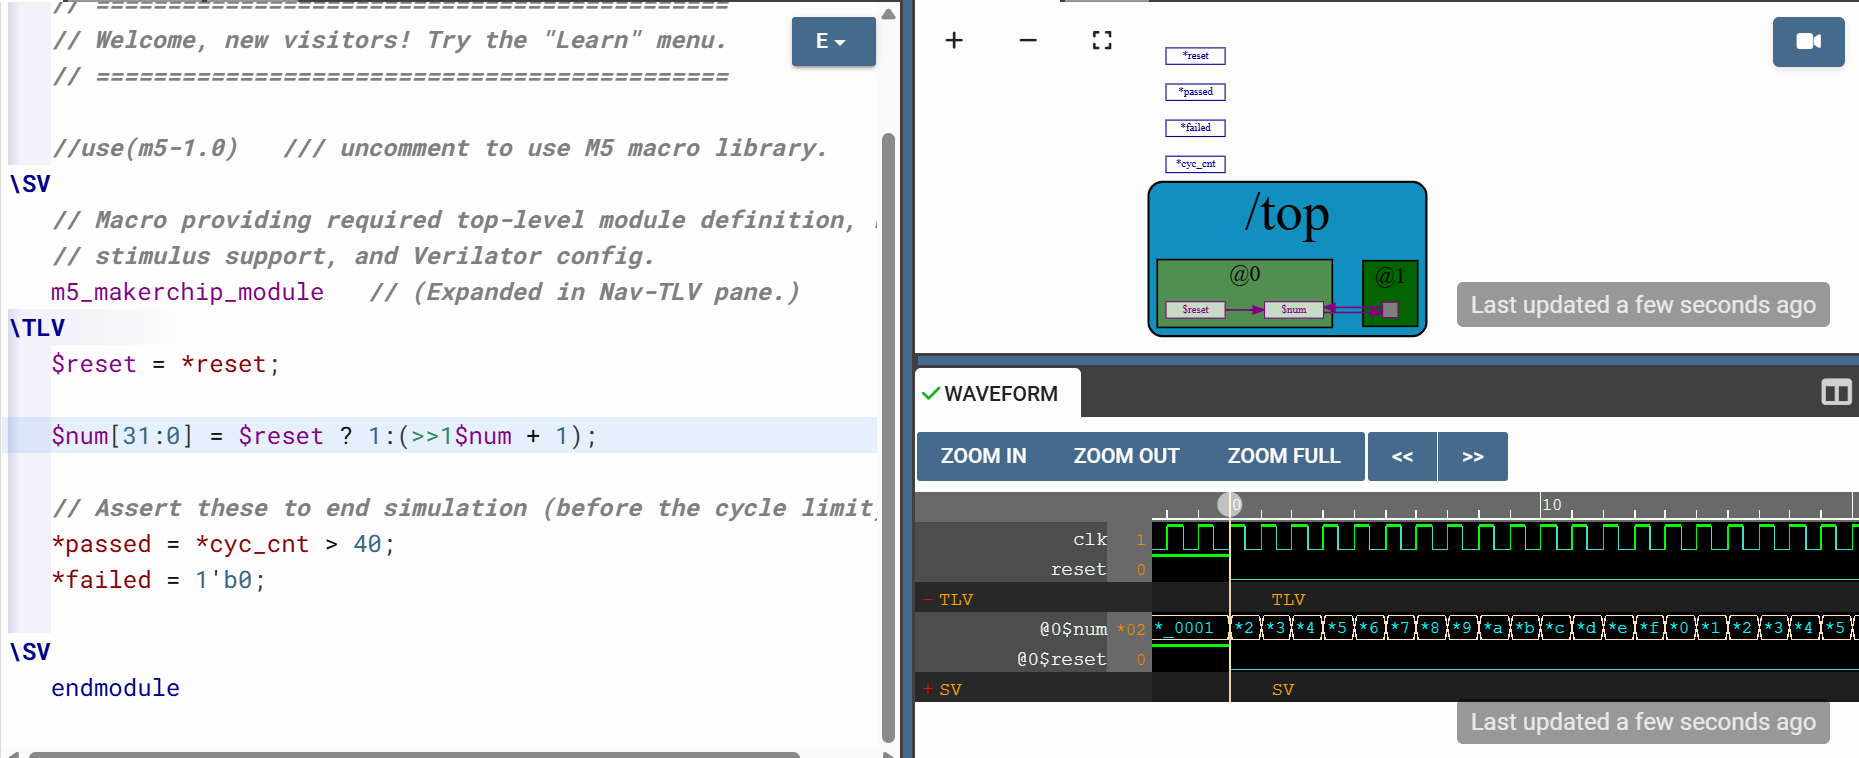 // ============================================
// Welcome, new visitors! Try the "Learn" menu.
// ============================================
E
//use(m5-1.0)   /// uncomment to use M5 macro library.
\SV
// Macro providing required top-level module definition,
// stimulus support, and Verilator config.
m5_makerchip_module   // (Expanded in Nav-TLV pane.)
\TLV
$reset = *reset;
$num[31:0] = $reset ? 1:(>>1$num + 1);
// Assert these to end simulation (before the cycle limit
*passed = *cyc_cnt > 40;
*failed = 1'b0;
\SV
endmodule
*reset
*passed
*failed
*cyc_cnt
/top
@0
@1
$reset
$num
Last updated a few seconds ago
WAVEFORM
ZOOM IN
ZOOM OUT
ZOOM FULL
<<
>>
0
10
clk 1
reset 0
- TLV TLV
@0$num *02 *_0001 *2 *3 *4 *5 *6 *7 *8 *9 *a *b *c *d *e *f *0 *1 *2 *3 *4 *5
@0$reset 0
+ SV SV
Last updated a few seconds ago